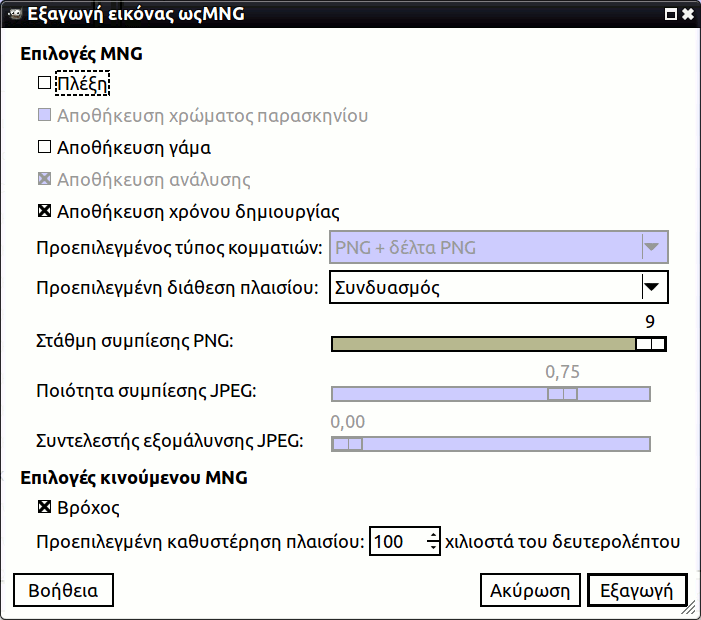 Εξαγωγή εικόνας ωςMNG
Επιλογές MNG
Πλέξη
Αποθήκευση χρώματος παρασκηνίου
Αποθήκευση γάμα
Αποθήκευση ανάλυσης
Αποθήκευση χρόνου δημιουργίας
Προεπιλεγμένος τύπος κομματιών: PNG + δέλτα PNG
Προεπιλεγμένη διάθεση πλαισίου: Συνδυασμός
9
Στάθμη συμπίεσης PNG:
0,75
Ποιότητα συμπίεσης JPEG:
0,00
Συντελεστής εξομάλυνσης JPEG:
Επιλογές κινούμενου MNG
Βρόχος
Προεπιλεγμένη καθυστέρηση πλαισίου: 100 χιλιοστά του δευτερολέπτου
Βοήθεια Ακύρωση Εξαγωγή